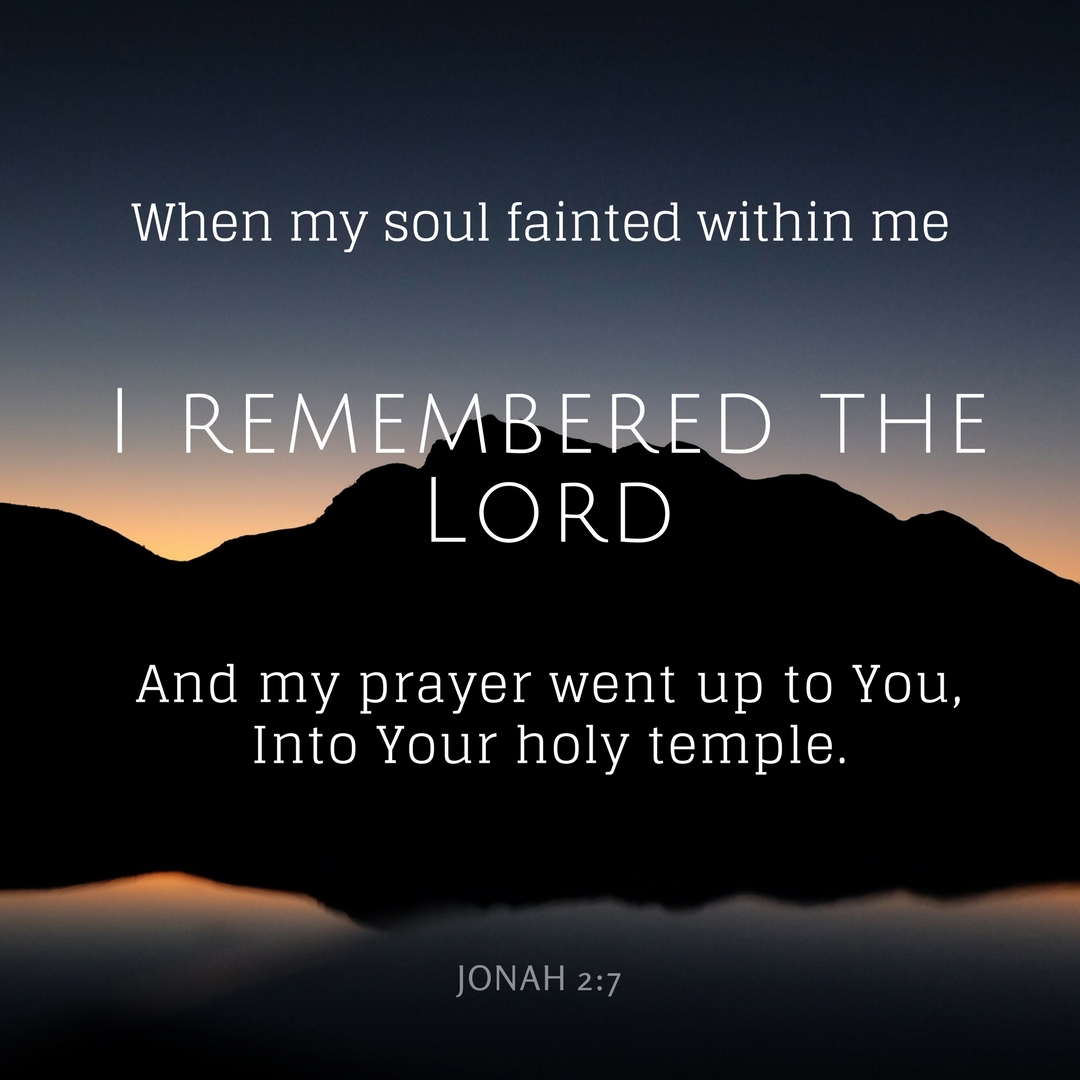 When my soul fainted within me
I REMEMBERED THE
LORD
And my prayer went up to You,
Into Your holy temple.
JONAH 2:7